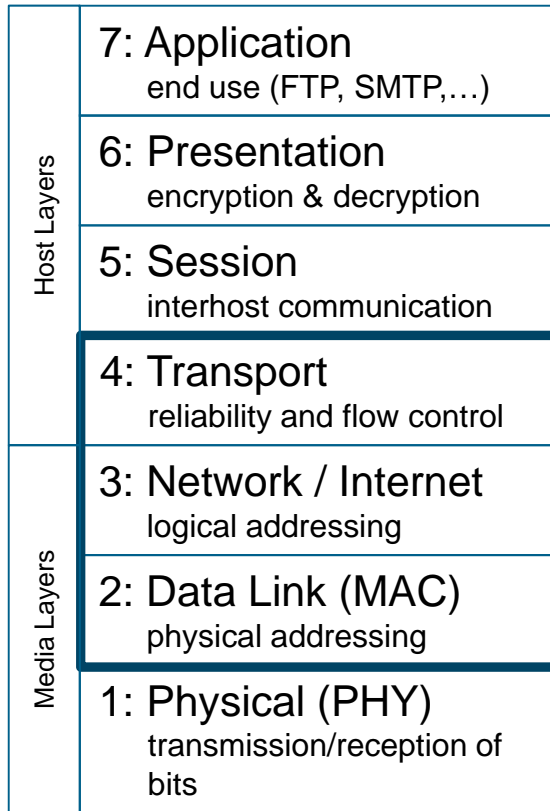 Host Layers
7: Application
end use (FTP, SMTP,…)
6: Presentation
encryption & decryption
5: Session
interhost communication
4: Transport
reliability and flow control
Media Layers
3: Network / Internet
logical addressing
2: Data Link (MAC)
physical addressing
1: Physical (PHY)
transmission/reception of
bits